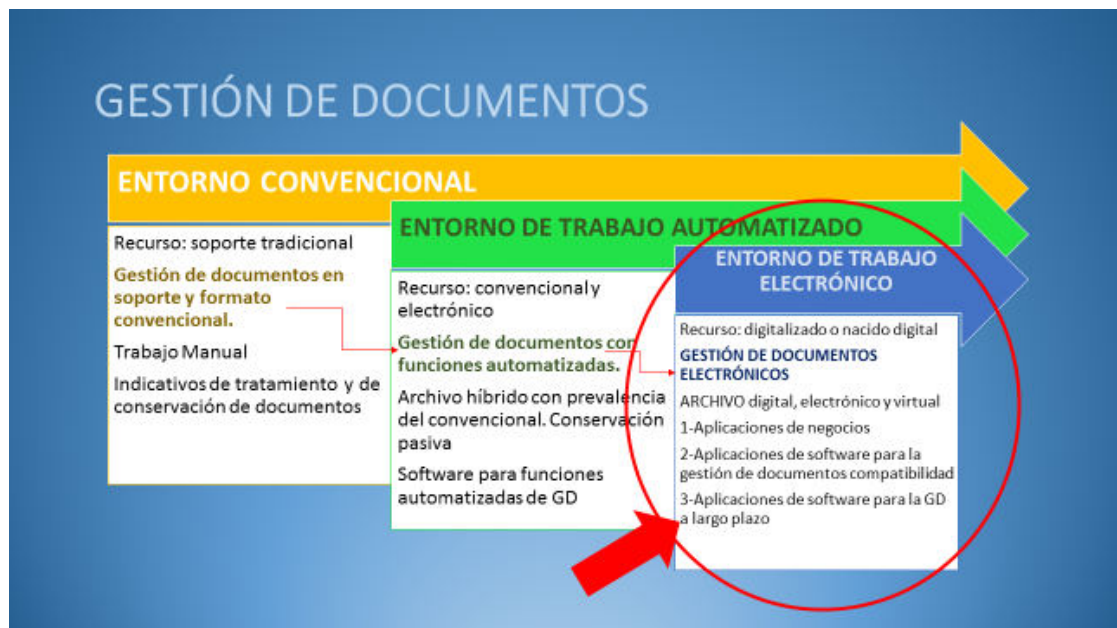 GESTIÓN DE DOCUMENTOS
ENTORNO CONVENCIONAL
Recurso: soporte tradicional
Gestión de documentos en
soporte y formato
convencional.
Trabajo Manual
Indicativos de tratamiento y de
conservación de documentos
ENTORNO DE TRABAJO AUTOMATIZADO
Recurso: convencional y
electrónico
Gestión de documentos con
funciones automatizadas.
Archivo híbrido con prevalencia
del convencional. Conservación
pasiva
Software para funciones
automatizadas de GD
ENTORNO DE TRABAJO
ELECTRÓNICO
Recurso: digitalizado o nacido digital
GESTIÓN DE DOCUMENTOS
ELECTRÓNICOS
ARCHIVO digital, electrónico y virtual
1-Aplicaciones de negocios
2-Aplicaciones de software para la
gestión de documentos compatibilidad
3-Aplicaciones de software para la GD
a largo plazo